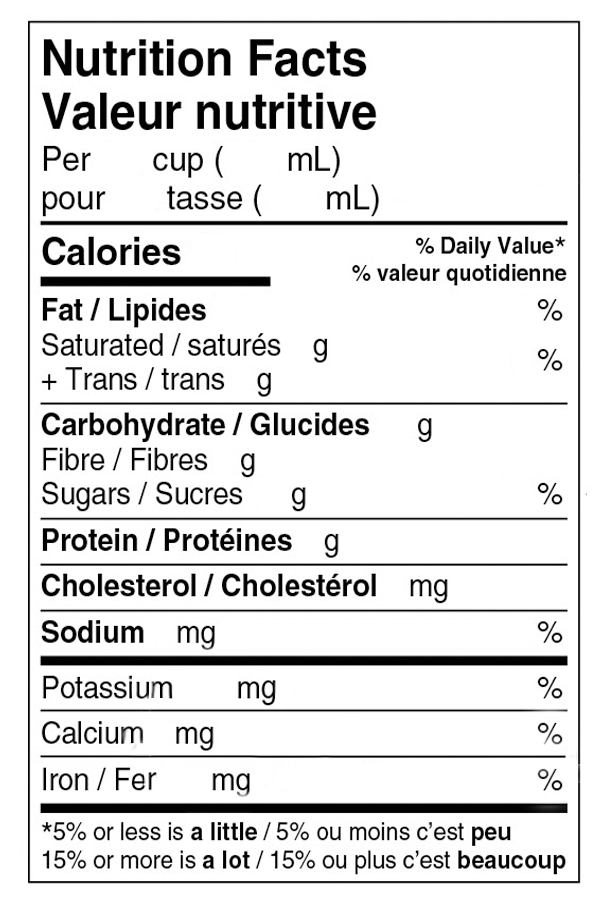 Nutrition Facts
Valeur nutritive
Per cup ( mL)
pour tasse ( mL)
Calories
% Daily Value*
% valeur quotidienne
Fat / Lipides %
Saturated / saturés g
+ Trans / trans g
%
Carbohydrate / Glucides g
Fibre / Fibres g
Sugars / Sucres g %
Protein / Protéines g
Cholesterol / Cholestérol mg
Sodium mg %
Potassium mg %
Calcium mg %
Iron / Fer mg %
*5% or less is a little / 5% ou moins c’est peu
15% or more is a lot / 15% ou plus c’est beaucoup